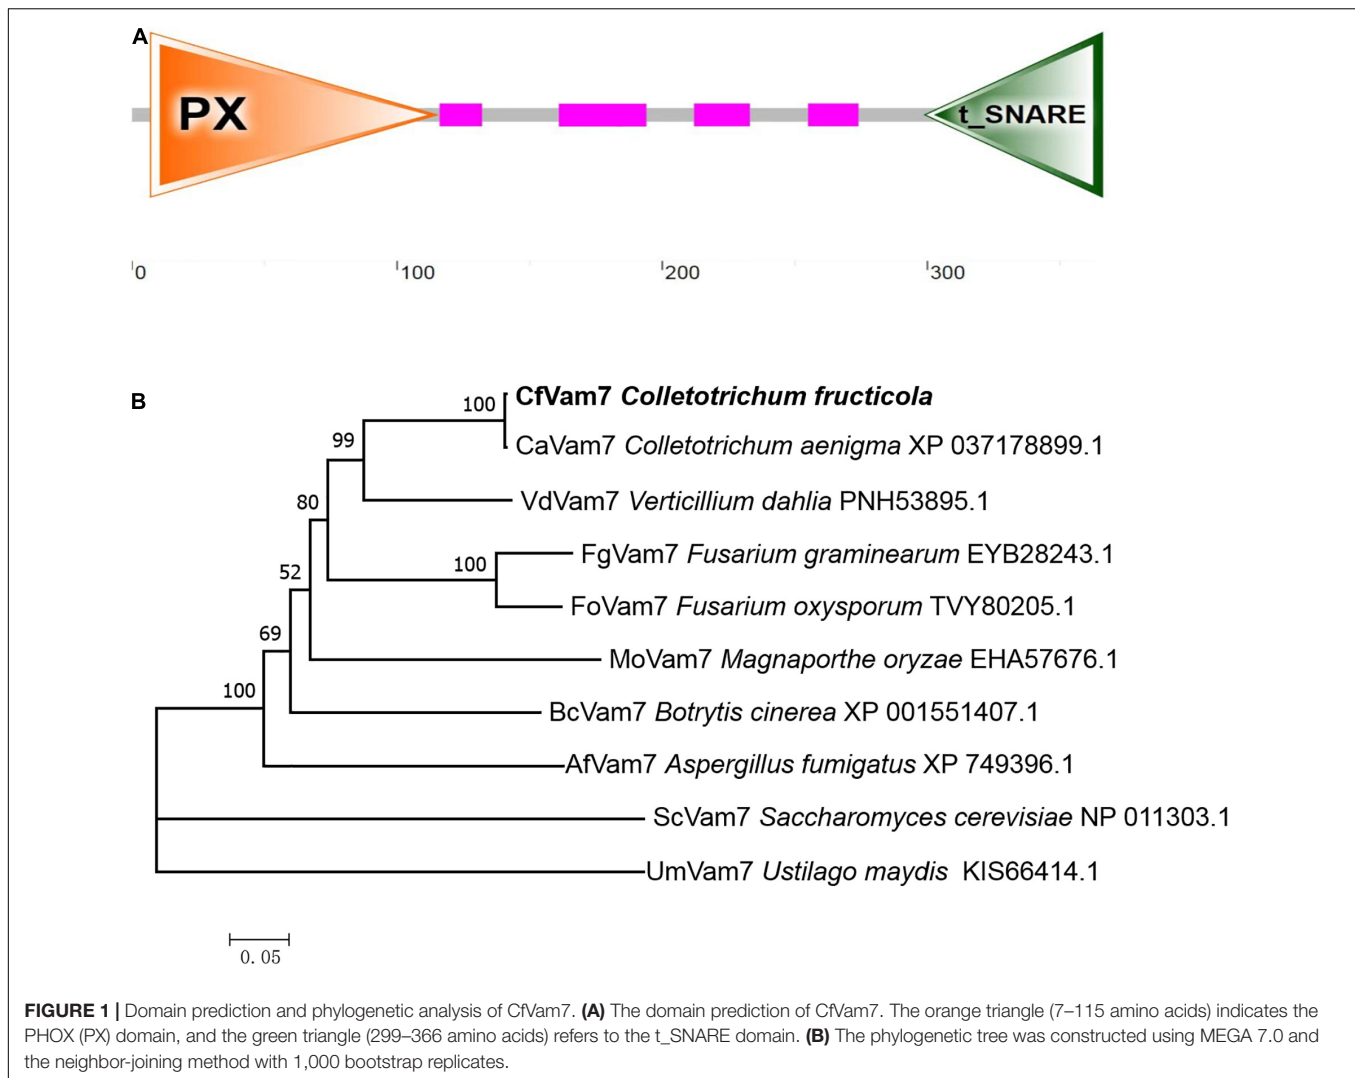 A
PX
t_SNARE
0 100 200 300
B
CfVam7 Colletotrichum fructicola
100
CaVam7 Colletotrichum aenigma XP 037178899.1
99
VdVam7 Verticillium dahlia PNH53895.1
80
FgVam7 Fusarium graminearum EYB28243.1
100
52
FoVam7 Fusarium oxysporum TVY80205.1
69
MoVam7 Magnaporthe oryzae EHA57676.1
100
BcVam7 Botrytis cinerea XP 001551407.1
AfVam7 Aspergillus fumigatus XP 749396.1
ScVam7 Saccharomyces cerevisiae NP 011303.1
UmVam7 Ustilago maydis KIS66414.1
0.05
FIGURE 1 | Domain prediction and phylogenetic analysis of CfVam7. (A) The domain prediction of CfVam7. The orange triangle (7–115 amino acids) indicates the
PHOX (PX) domain, and the green triangle (299–366 amino acids) refers to the t_SNARE domain. (B) The phylogenetic tree was constructed using MEGA 7.0 and
the neighbor-joining method with 1,000 bootstrap replicates.